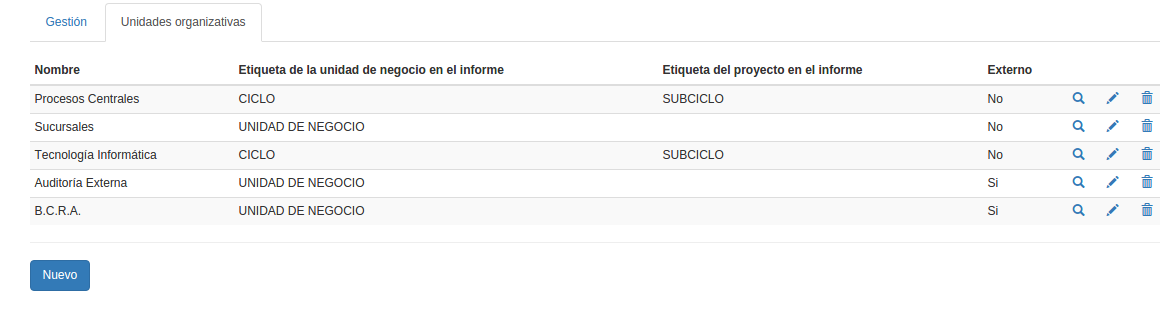 Gestión Unidades organizativas
Nombre Etiqueta de la unidad de negocio en el informe Etiqueta del proyecto en el informe Externo
Procesos Centrales CICLO SUBCICLO No
Sucursales UNIDAD DE NEGOCIO No
Tecnología Informática CICLO SUBCICLO No
Auditoría Externa UNIDAD DE NEGOCIO Si
B.C.R.A. UNIDAD DE NEGOCIO Si
Nuevo